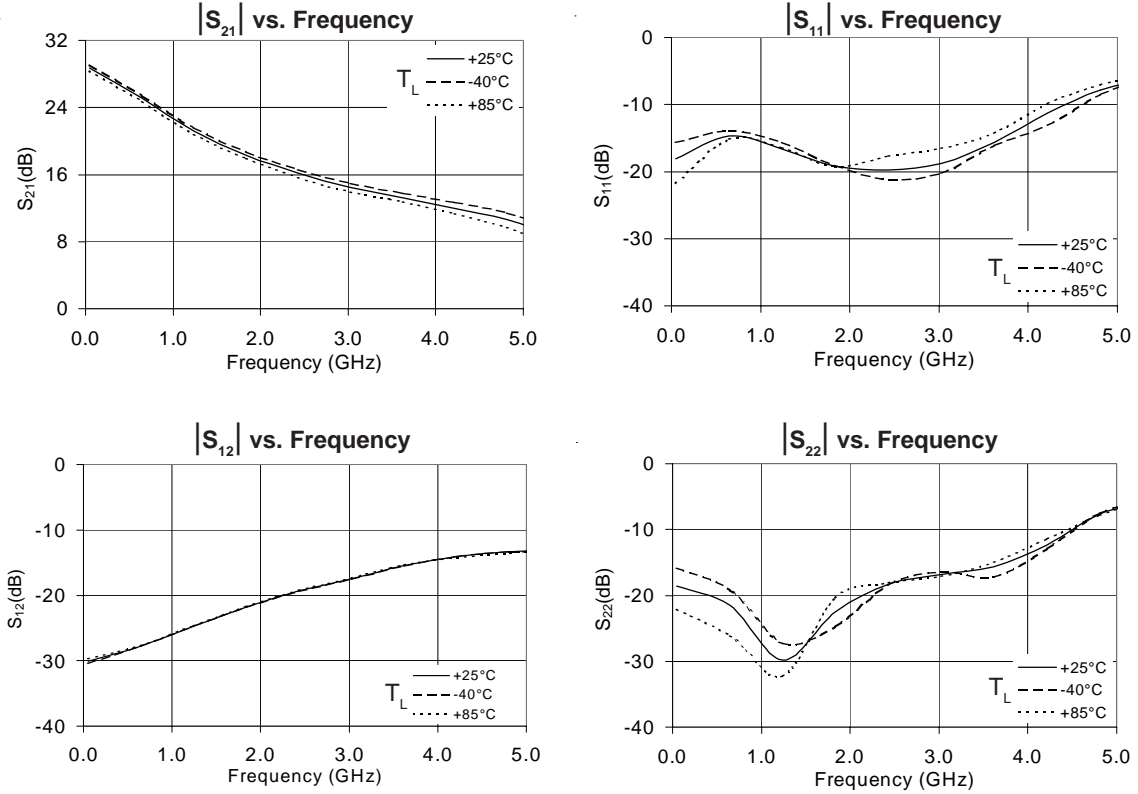 |S21| vs. Frequency
32
24
16
8
0
S21(dB)
TL
+25°C
-40°C
+85°C
0.0 1.0 2.0 3.0 4.0 5.0
Frequency (GHz)
|S11| vs. Frequency
0
-10
-20
-30
-40
S11(dB)
TL
+25°C
-40°C
+85°C
0.0 1.0 2.0 3.0 4.0 5.0
Frequency (GHz)
|S12| vs. Frequency
0
-10
-20
-30
-40
S12(dB)
TL
+25°C
-40°C
+85°C
0.0 1.0 2.0 3.0 4.0 5.0
Frequency (GHz)
|S22| vs. Frequency
0
-10
-20
-30
-40
S22(dB)
TL
+25°C
-40°C
+85°C
0.0 1.0 2.0 3.0 4.0 5.0
Frequency (GHz)